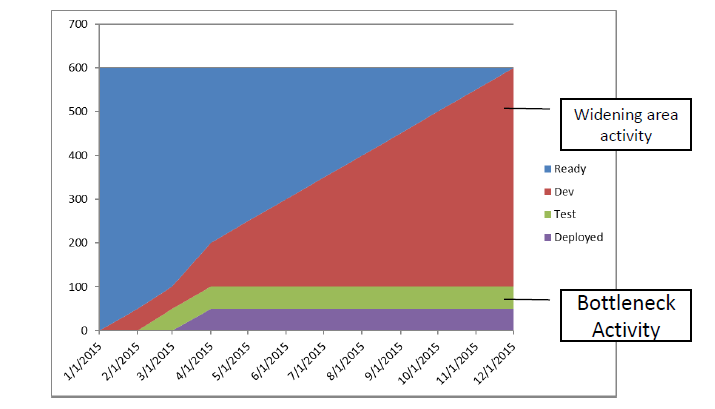 700
600
500
400
300
200
100
0
1/1/2015
2/1/2015
3/1/2015
4/1/2015
5/1/2015
6/1/2015
7/1/2015
8/1/2015
9/1/2015
10/1/2015
11/1/2015
12/1/2015
Widening area
activity
Ready
Dev
Test
Deployed
Bottleneck
Activity